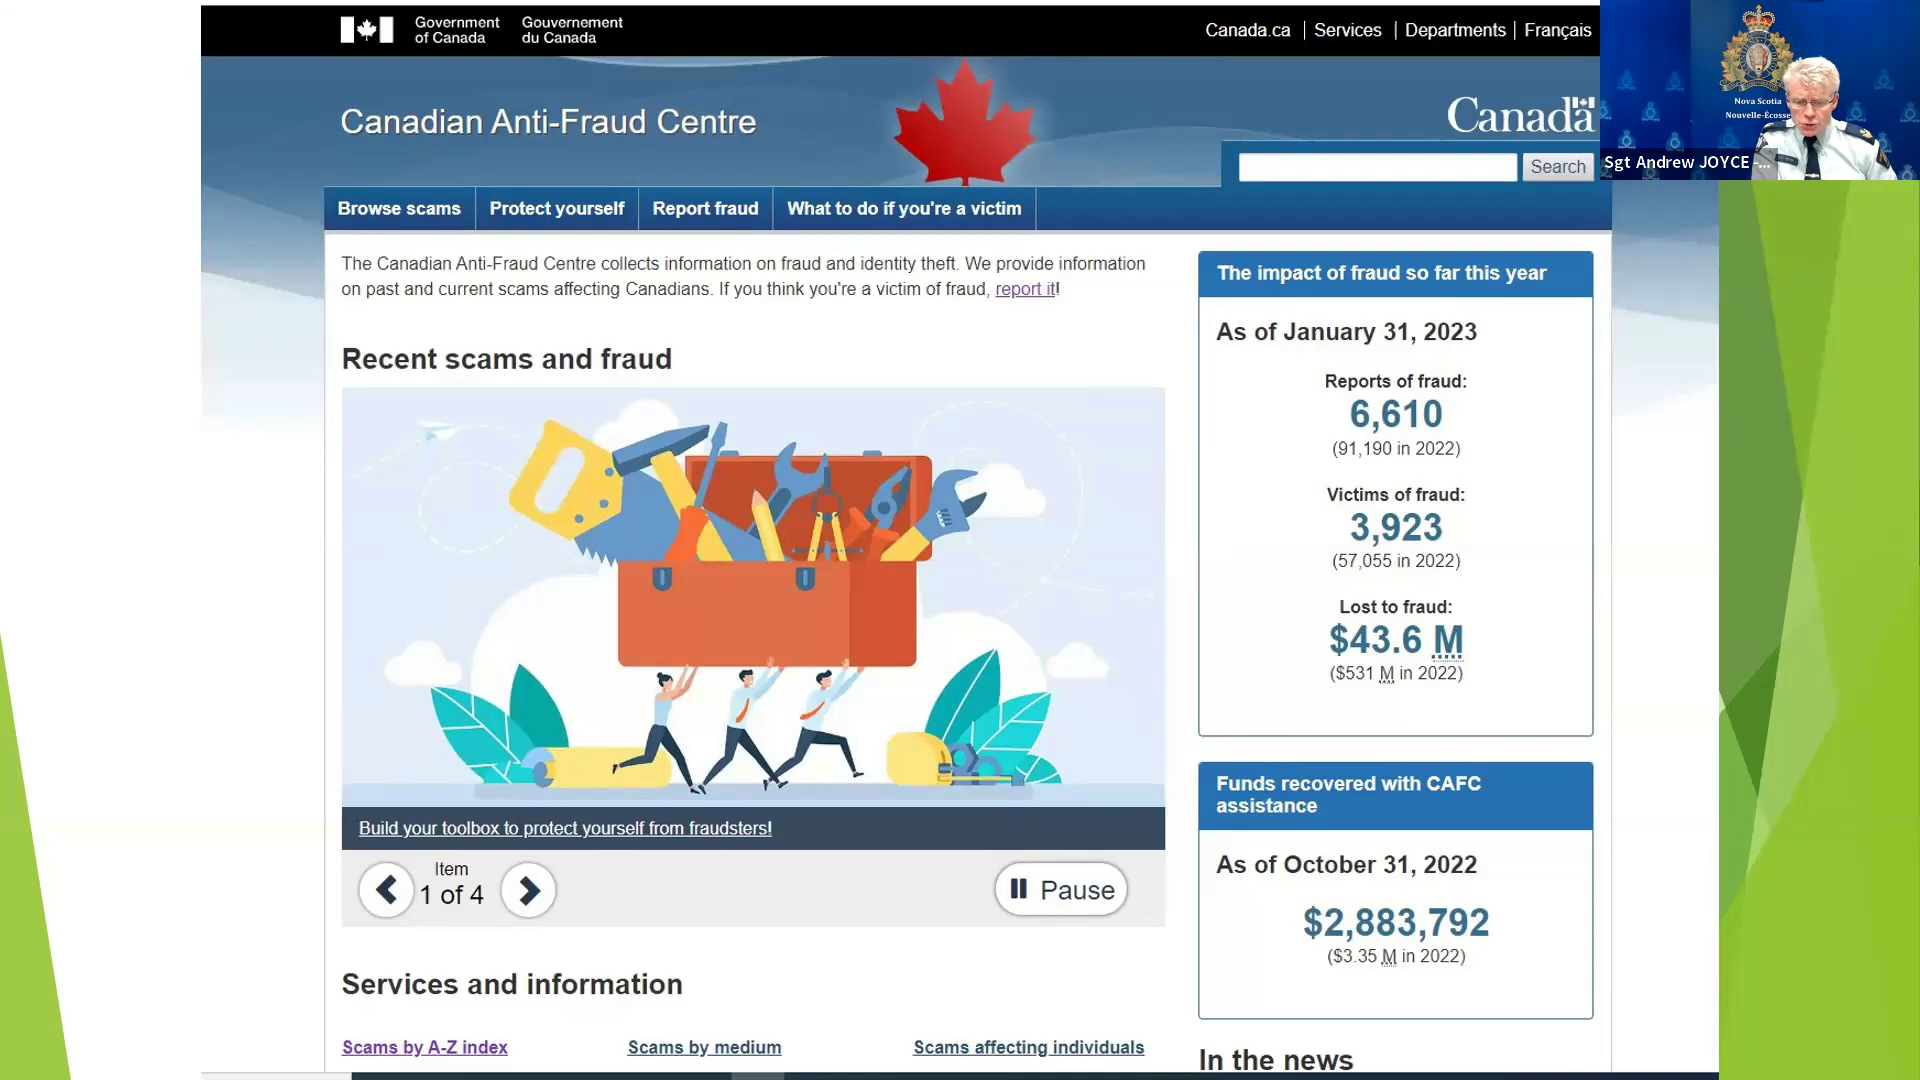 Government
of Canada
Gouvernement
du Canada
Canada.ca
Services
Departments
Français
Canadian Anti-Fraud Centre
Canada
Search
Nova Scotia
Nouvelle-Écosse
Sgt Andrew JOYCE -...
Browse scams
Protect yourself
Report fraud
What to do if you're a victim
The Canadian Anti-Fraud Centre collects information on fraud and identity theft. We provide information
on past and current scams affecting Canadians. If you think you're a victim of fraud, report it!
Recent scams and fraud
Build your toolbox to protect yourself from fraudsters!
Item
1 of 4
Pause
The impact of fraud so far this year
As of January 31, 2023
Reports of fraud:
6,610
(91,190 in 2022)
Victims of fraud:
3,923
(57,055 in 2022)
Lost to fraud:
$43.6 M
($531 M in 2022)
Funds recovered with CAFC
assistance
As of October 31, 2022
$2,883,792
($3.35 M in 2022)
Services and information
Scams by A-Z index
Scams by medium
Scams affecting individuals
In the news